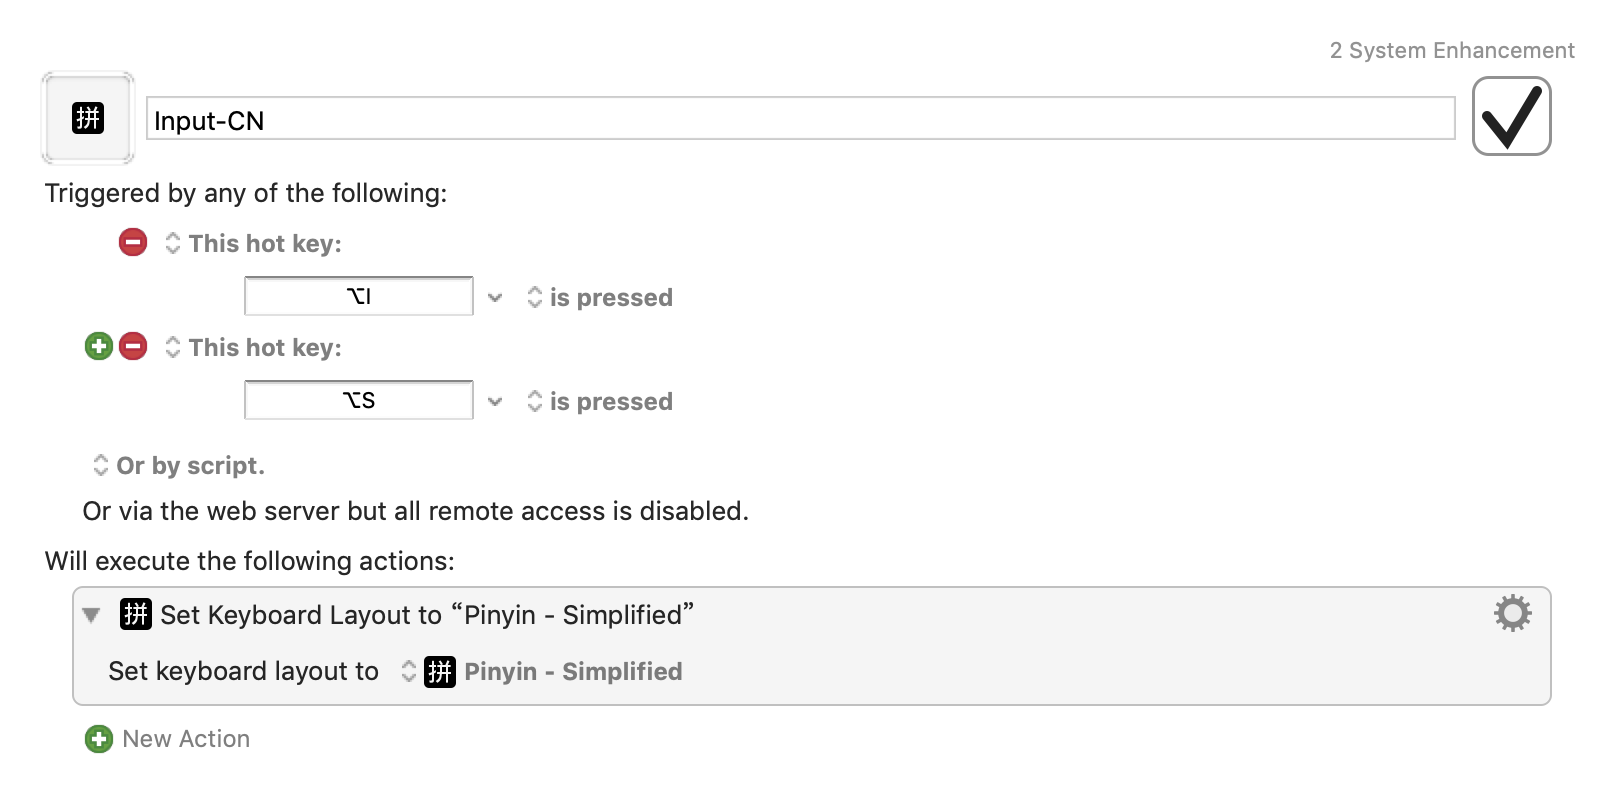 2 System Enhancement
拼
Input-CN
Triggered by any of the following:
This hot key:
⌥I
is pressed
This hot key:
⌥S
is pressed
Or by script.
Or via the web server but all remote access is disabled.
Will execute the following actions:
拼 Set Keyboard Layout to “Pinyin - Simplified”
Set keyboard layout to 拼 Pinyin - Simplified
New Action